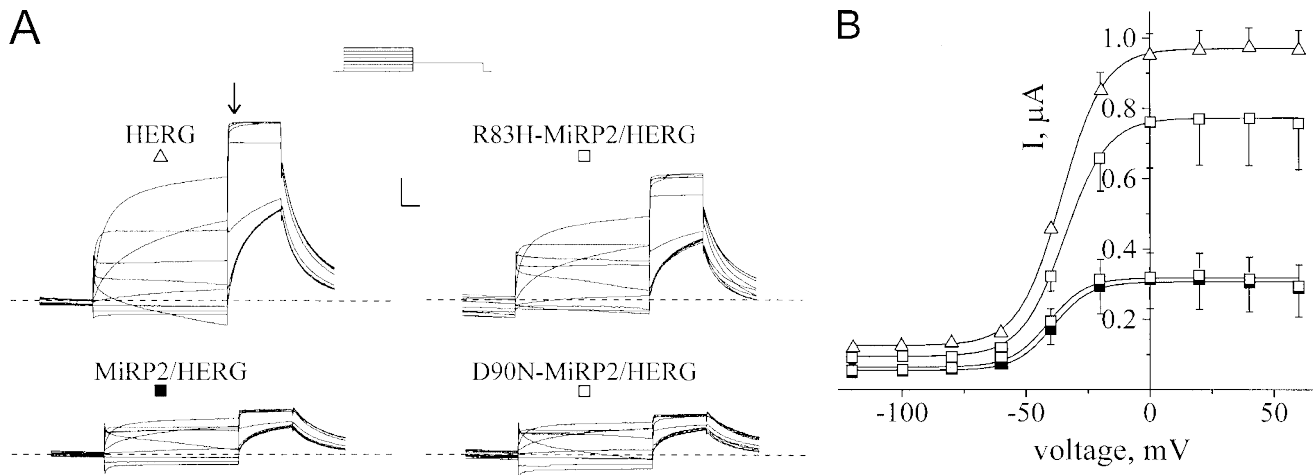 A
HERG
R83H-MiRP2/HERG
MiRP2/HERG
D90N-MiRP2/HERG
B
I, μA
1.0
0.8
0.6
0.4
0.2
-100
-50
0
50
voltage, mV